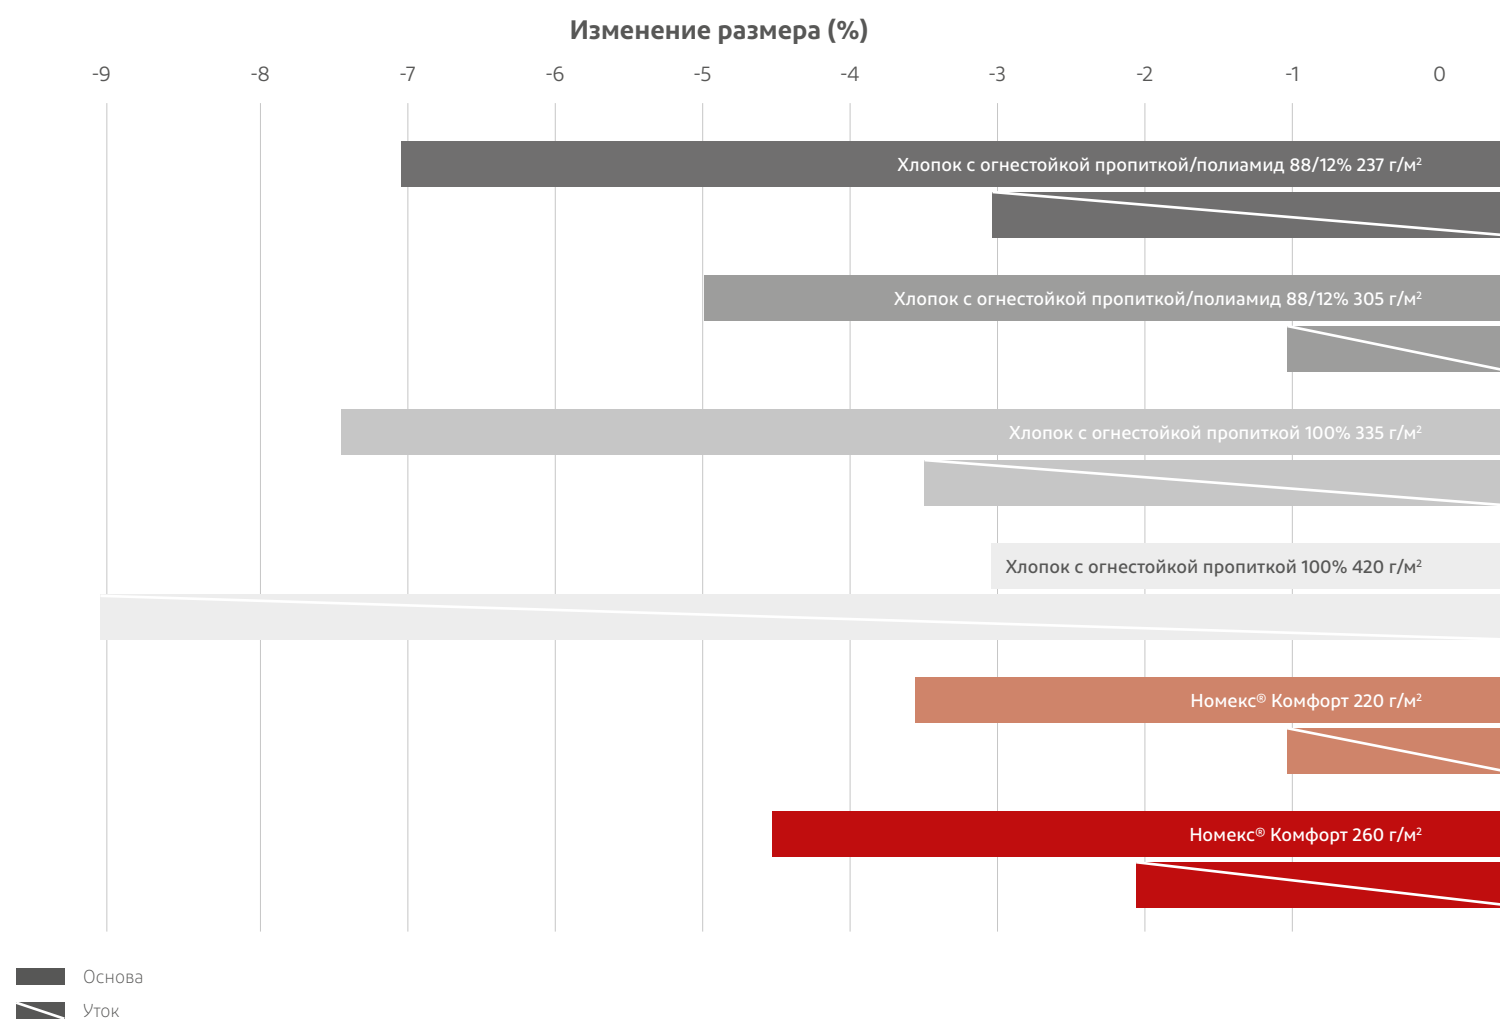 Изменение размера (%)
-9 -8 -7 -6 -5 -4 -3 -2 -1 0
Хлопок с огнестойкой пропиткой/полиамид 88/12% 237 г/м²
Хлопок с огнестойкой пропиткой/полиамид 88/12% 305 г/м²
Хлопок с огнестойкой пропиткой 100% 335 г/м²
Хлопок с огнестойкой пропиткой 100% 420 г/м²
Номекс® Комфорт 220 г/м²
Номекс® Комфорт 260 г/м²
Основа
Уток